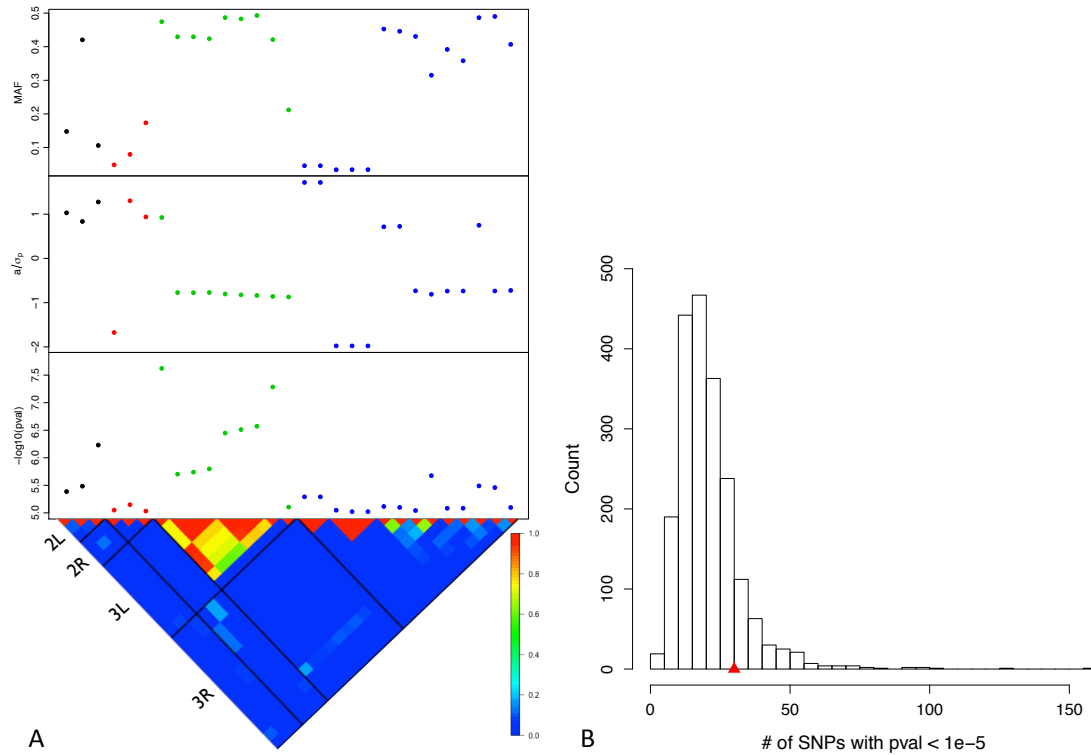 0.5
0.4
0.3
0.2
0.1
MAF
1
0
-1
-2
a/σp
7.5
7.0
6.5
6.0
5.5
5.0
−log10(pval)
2L
2R
3L
3R
1.0
0.8
0.6
0.4
0.2
0.0
A
500
400
300
200
100
0
Count
0 50 100 150
# of SNPs with pval < 1e−5
B